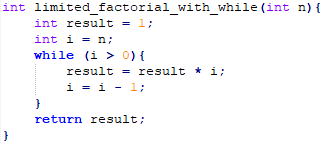 int limited_factorial_with_while(int n){
    int result = 1;
    int i = n;
    while (i > 0){
        result = result * i;
        i = i - 1;
    }
    return result;
}